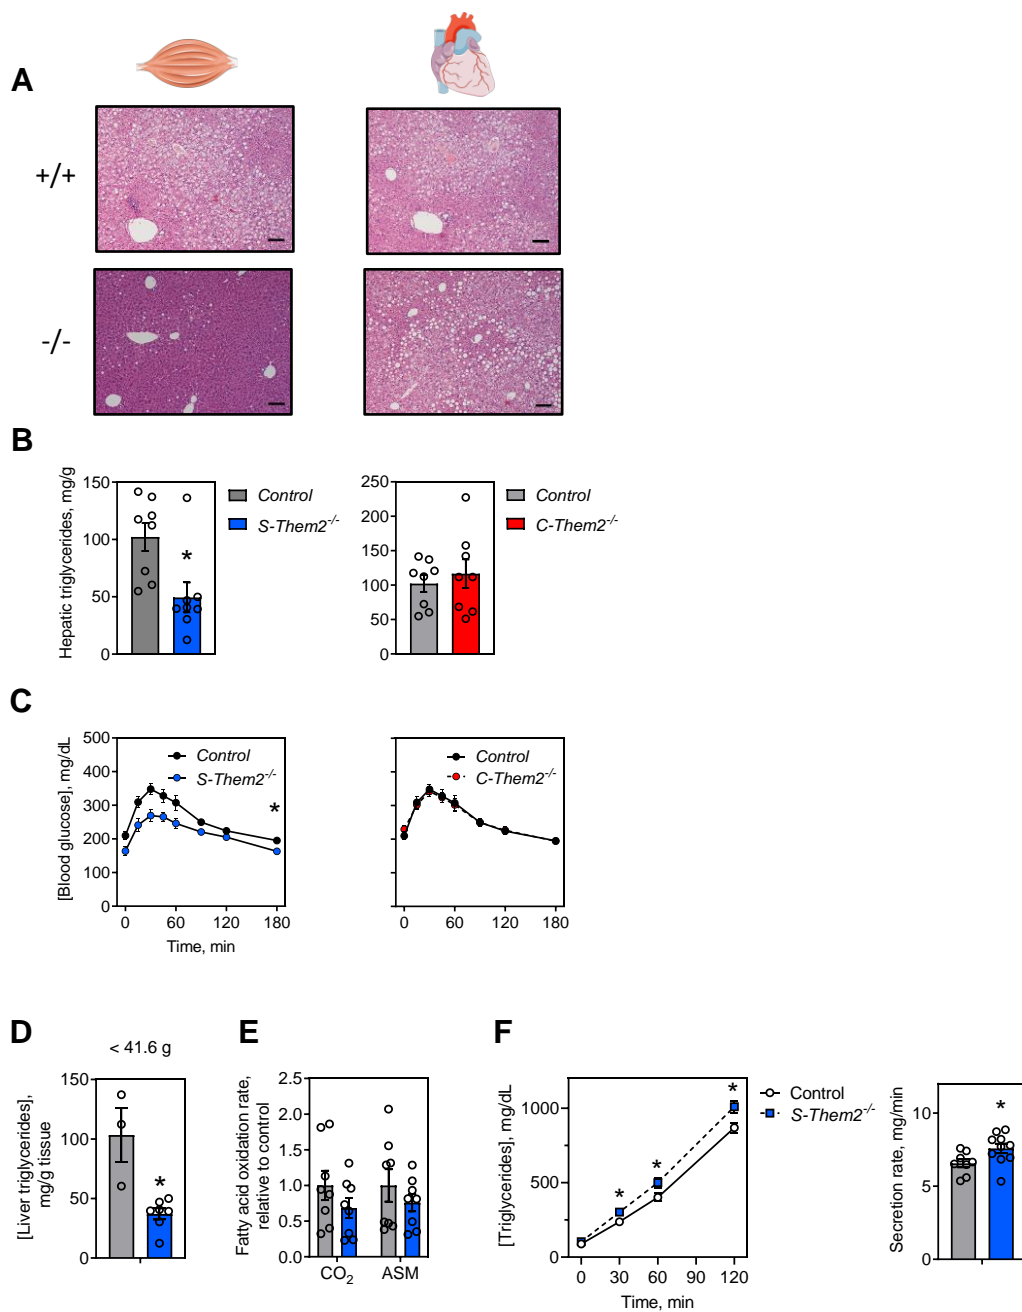 A
+/+
-/-
B
Hepatic triglycerides, mg/g
150
100
50
0
Control
S-Them2-/-
*
250
200
150
100
50
0
Control
C-Them2-/-
C
[Blood glucose], mg/dL
500
400
300
200
100
0
Control
S-Them2-/-
*
0 60 120 180
Time, min
Control
C-Them2-/-
0 60 120 180
D
< 41.6 g
[Liver triglycerides],
mg/g tissue
150
100
50
0
*
E
Fatty acid oxidation rate,
relative to control
2.5
2.0
1.5
1.0
0.5
0.0
CO2 ASM
F
[Triglycerides], mg/dL
1000
500
0
* * *
0 30 60 120
Time, min
Control
S-Them2-/-
Secretion rate, mg/min
10
5
0
*